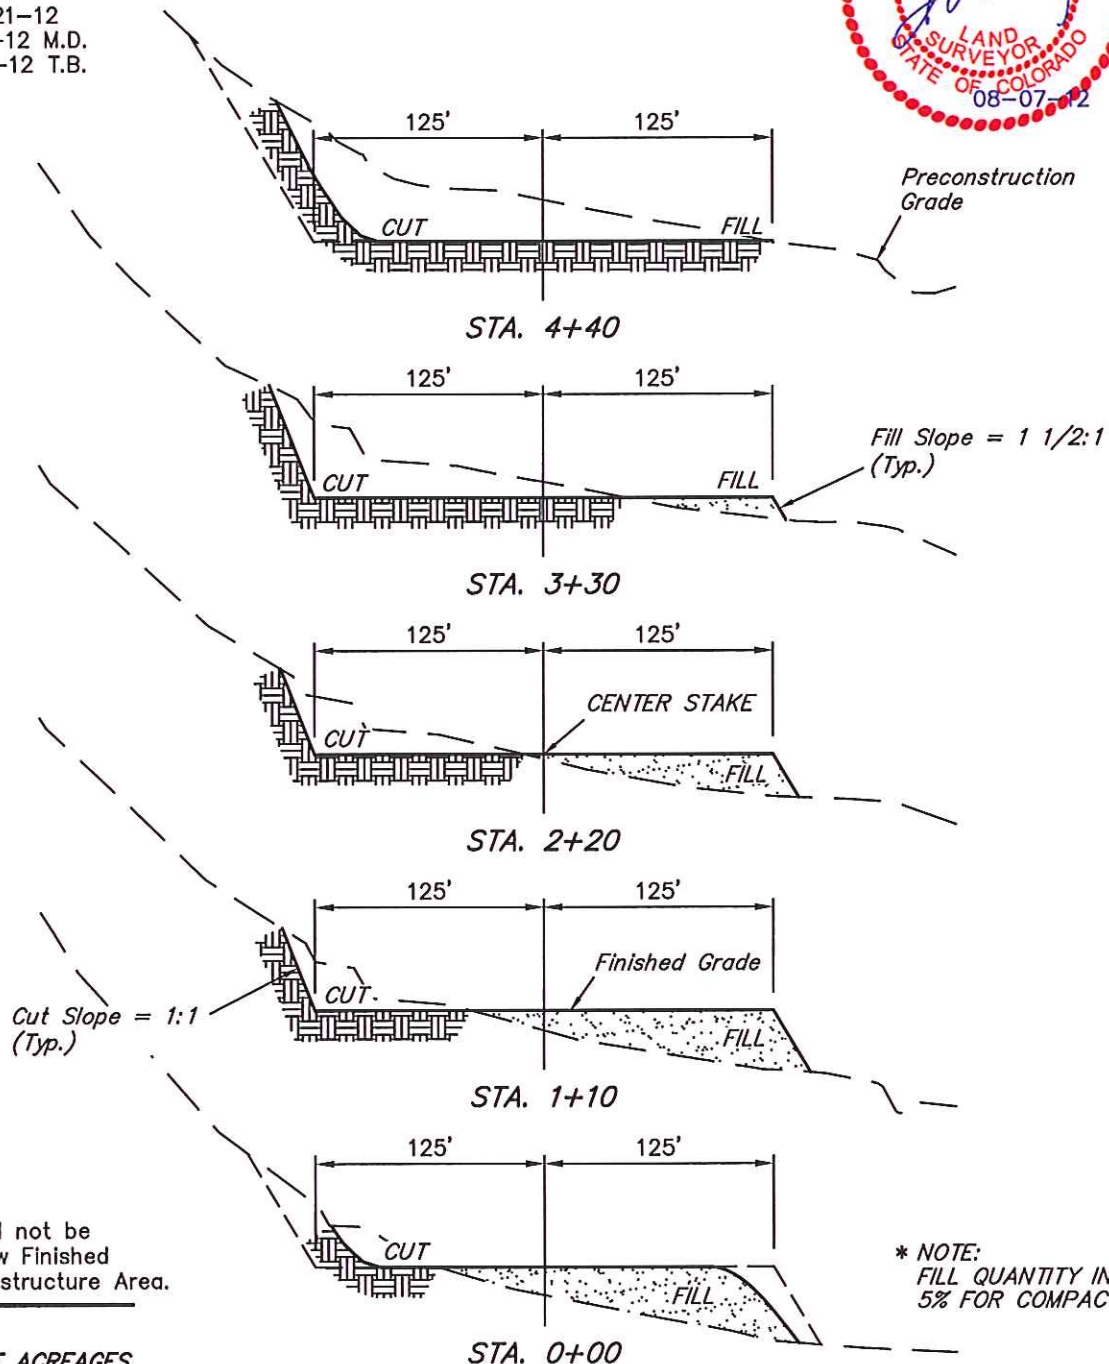 21-12
-12 M.D.
-12 T.B.
LAND
SURVEYOR
STATE OF COLORADO
08-07-12
125' 125'
Preconstruction
Grade
CUT FILL
STA. 4+40
125' 125'
Fill Slope = 1 1/2:1
(Typ.)
CUT FILL
STA. 3+30
125' 125'
CENTER STAKE
CUT FILL
STA. 2+20
125' 125'
Finished Grade
Cut Slope = 1:1
(Typ.)
CUT FILL
STA. 1+10
125' 125'
not be
Finished
structure Area.
CUT FILL
* NOTE:
FILL QUANTITY IN
5% FOR COMPAC
STA. 0+00
ACREAGES